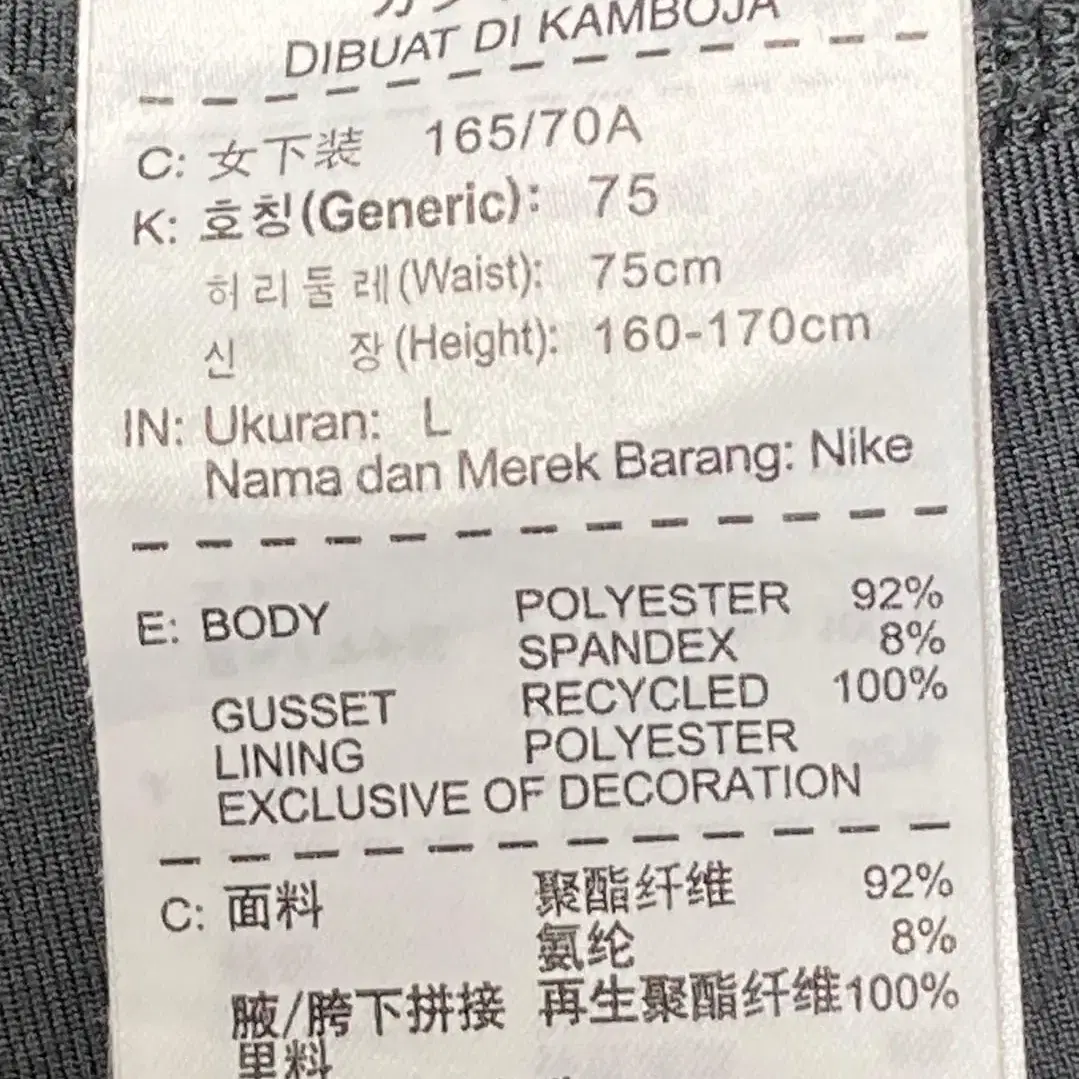 DIBUAT DI KAMBOJA
C: 女下装 165/70A
K: 호칭(Generic): 75
허리둘레(Waist): 75cm
신 장(Height): 160-170cm
IN: Ukuran: L
Nama dan Merek Barang: Nike
E: BODY POLYESTER 92%
SPANDEX 8%
GUSSET RECYCLED 100%
LINING POLYESTER
EXCLUSIVE OF DECORATION
C: 面料 聚酯纤维 92%
氨纶 8%
腋/胯下拼接 再生聚酯纤维100%
里料